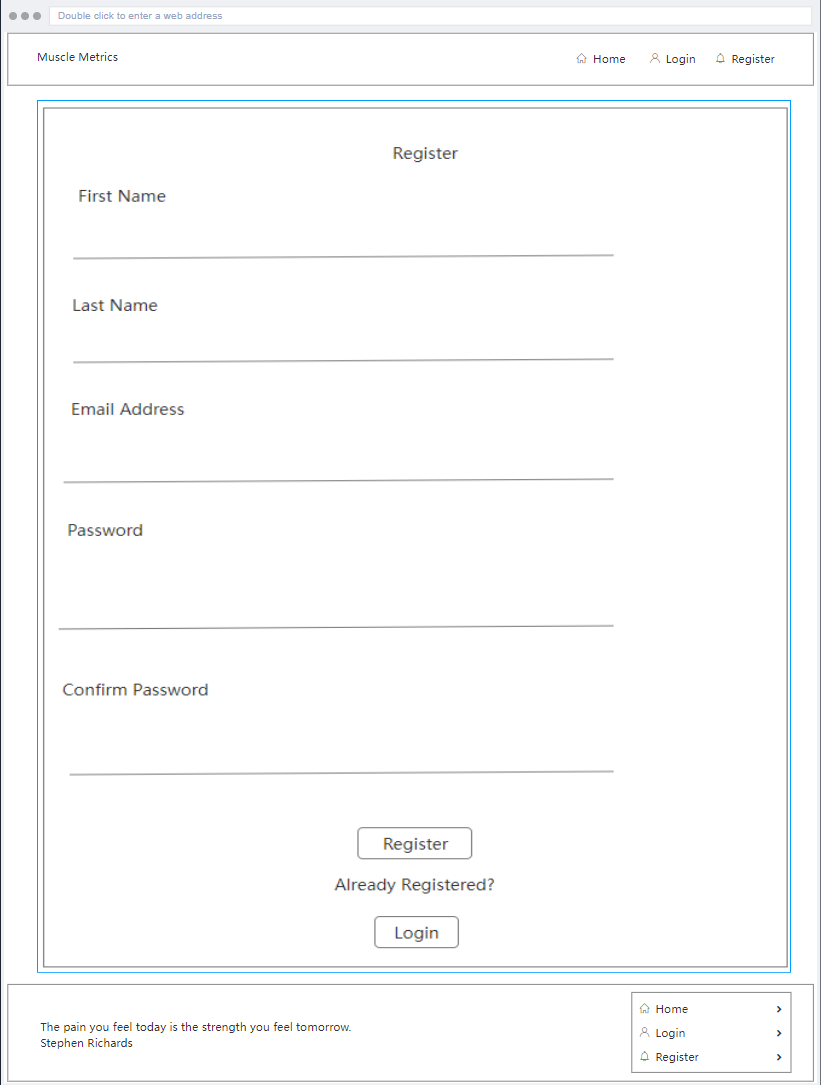 Double click to enter a web address
Muscle Metrics
Home
Login
Register
Register
First Name
Last Name
Email Address
Password
Confirm Password
Register
Already Registered?
Login
The pain you feel today is the strength you feel tomorrow.
Stephen Richards
Home
Login
Register